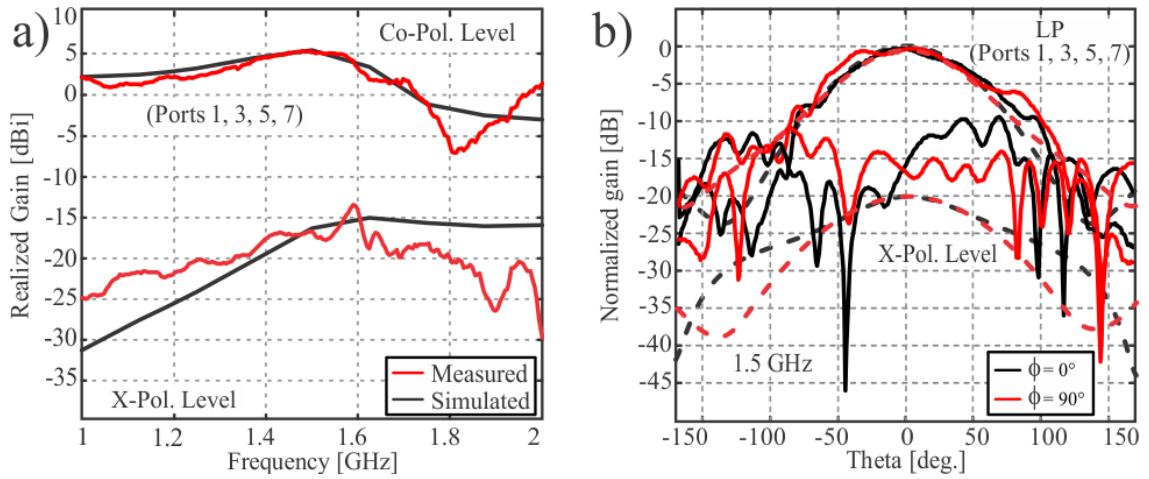 a)
Realized Gain [dBi]
10
5
0
-5
-10
-15
-20
-25
-30
-35
Co-Pol. Level
(Ports 1, 3, 5, 7)
X-Pol. Level
Measured
Simulated
1
1.2
1.4
1.6
1.8
2
Frequency [GHz]
b)
Normalized gain [dB]
0
-5
-10
-15
-20
-25
-30
-35
-40
-45
LP
(Ports 1, 3, 5, 7)
X-Pol. Level
1.5 GHz
ϕ = 0°
ϕ = 90°
-150
-100
-50
0
50
100
150
Theta [deg.]